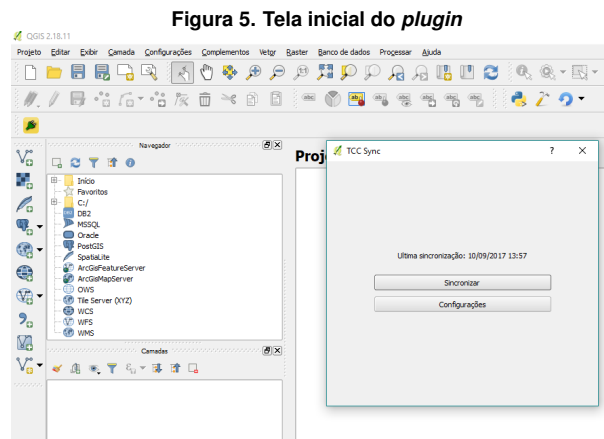 Figura 5. Tela inicial do plugin
QGIS 2.18.11
Projeto Editar Exibir Camada Configurações Complementos Vetor Raster Banco de dados Processar Ajuda
Navegador
Início
Favoritos
C:/
DB2
MSSQL
Oracle
PostGIS
SpatiaLite
ArcGisFeatureServer
ArcGisMapServer
OWS
Tile Server (XYZ)
WCS
WFS
WMS
Camadas
Proj
TCC Sync
Ultima sincronização: 10/09/2017 13:57
Sincronizar
Configurações